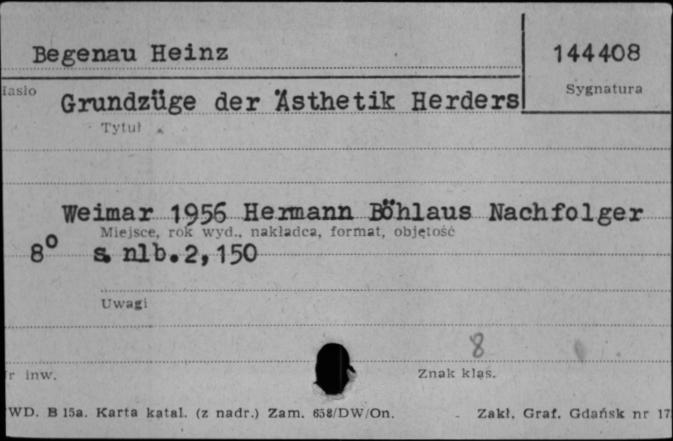 Begenau Heinz
144408
Sygnatura
Grundzüge der Ästhetik Herders
Tytuł
Weimar 1956 Hermann Böhlaus Nachfolger
Miejsce, rok wyd., nakładca, format, objętość
8° s. nlb. 2, 150
Uwagi
8
inw.
Znak klas.
WD. B 15a. Karta katal. (z nadr.) Zam. 658/DW/On.
Zakł. Graf. Gdańsk nr 17